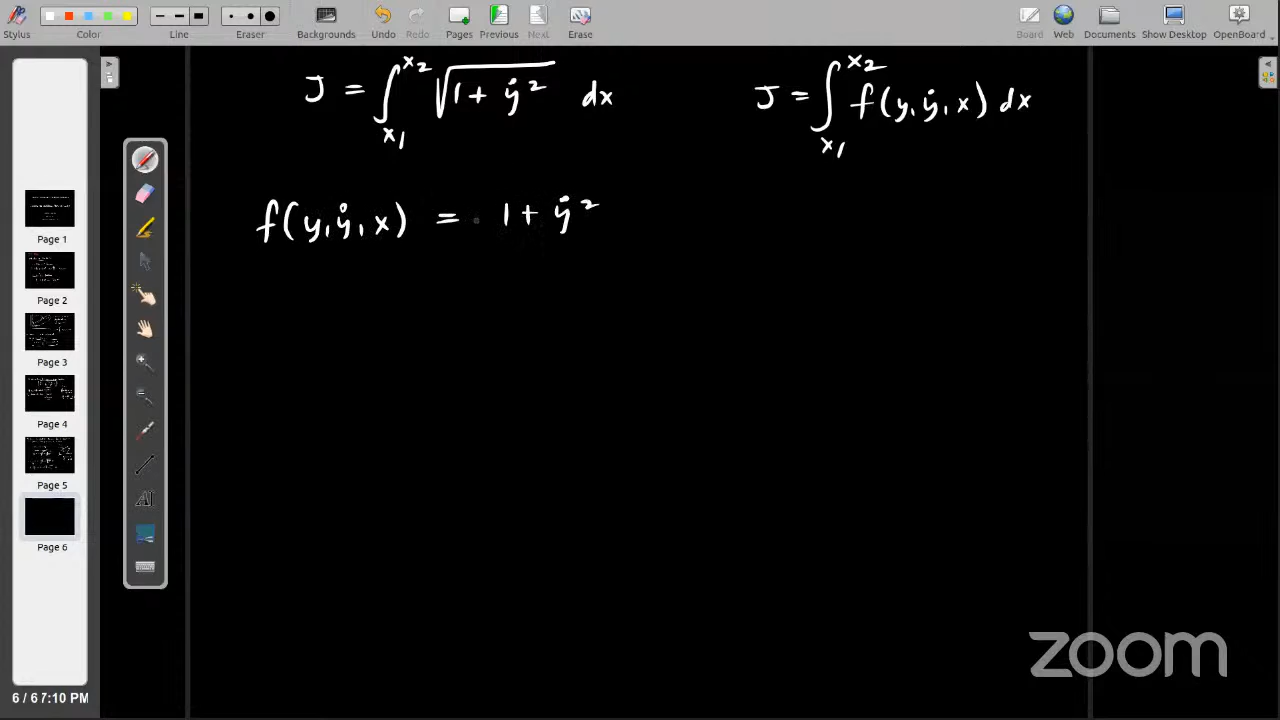 Stylus Color Line Eraser Backgrounds Undo Redo Pages Previous Next Erase Board Web Documents Show Desktop OpenBoard
J = ∫_{x1}^{x2} √(1 + ẏ²) dx
J = ∫_{x1}^{x2} f(y, ẏ, x) dx
f(y, ẏ, x) = 1 + ẏ²
Page 1
Page 2
Page 3
Page 4
Page 5
Page 6
6 / 6 7:10 PM
zoom